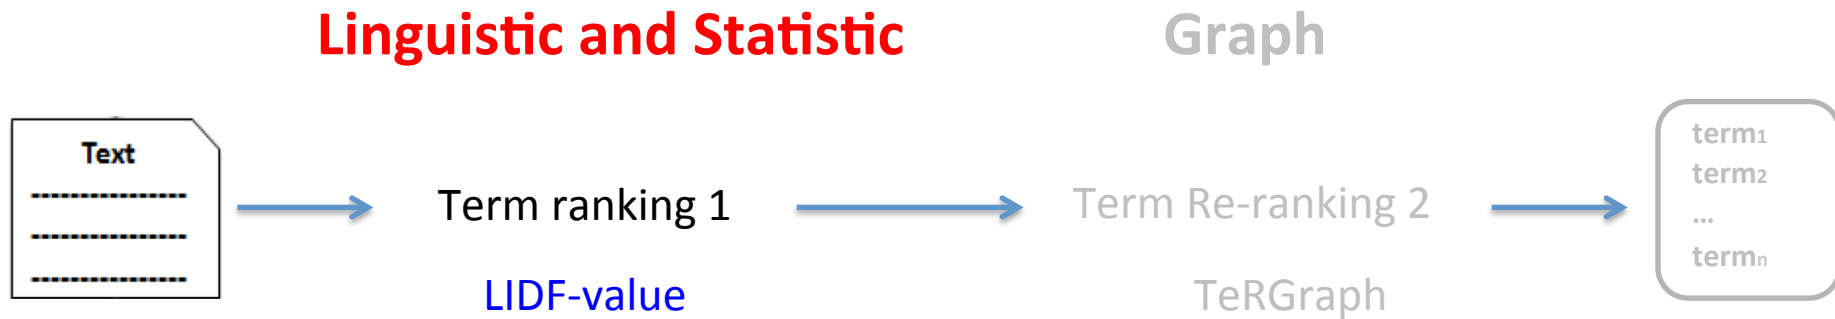 Linguistic and Statistic Graph
Text
Term ranking 1
LIDF-value
Term Re-ranking 2
TeRGraph
term1
term2
...
termn